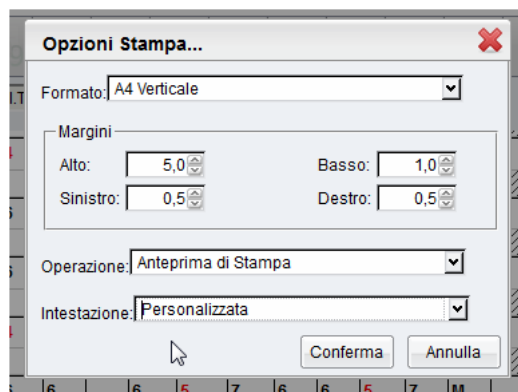 Opzioni Stampa...
Formato: A4 Verticale
Margini
Alto: 5,0 Basso: 1,0
Sinistro: 0,5 Destro: 0,5
Operazione: Anteprima di Stampa
Intestazione: Personalizzata
Conferma Annulla